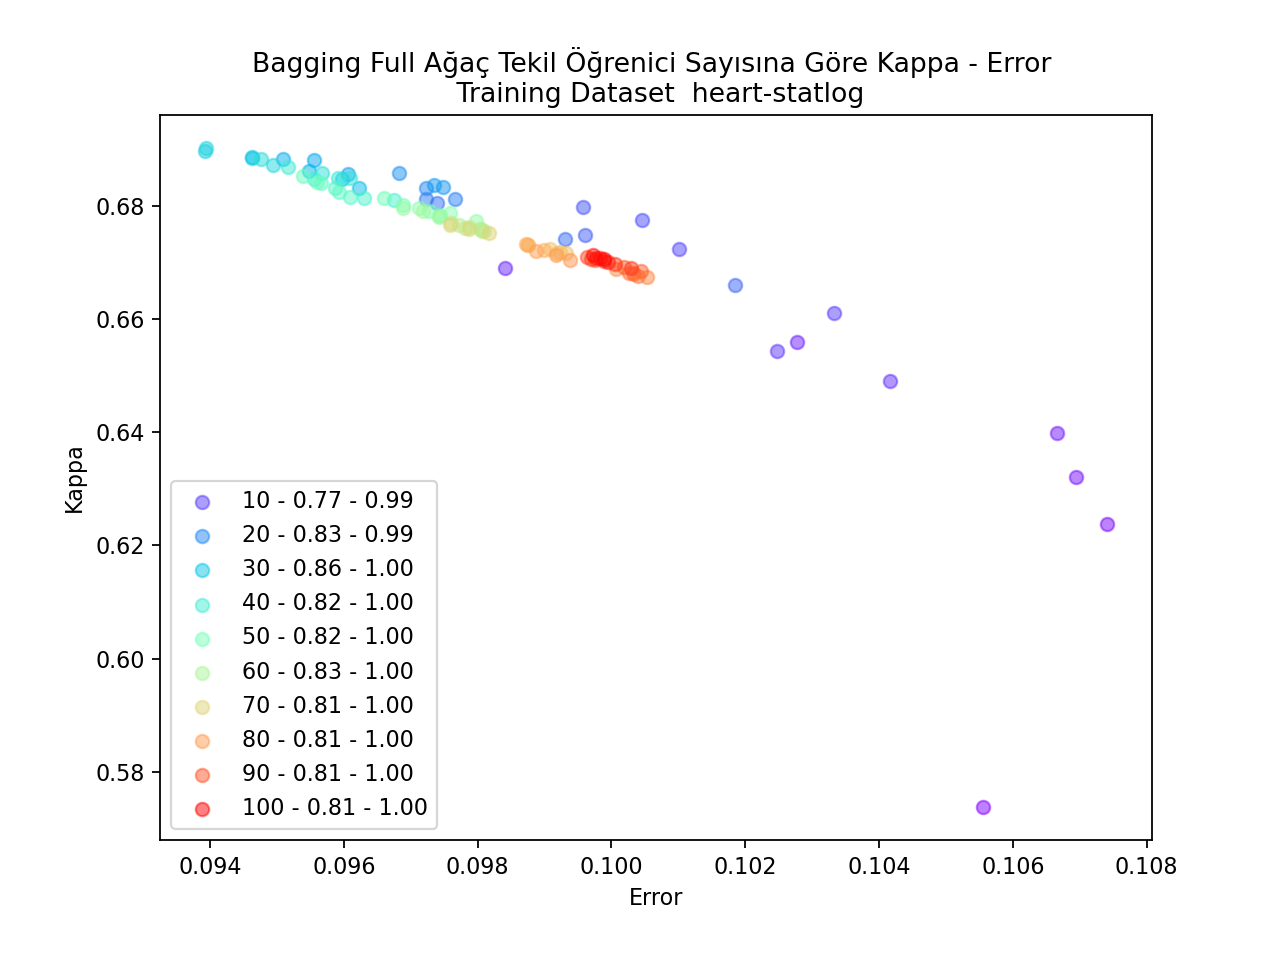 Bagging Full Ağaç Tekil Öğrenici Sayısına Göre Kappa - Error
Training Dataset  heart-statlog
Kappa
0.68
0.66
0.64
0.62
0.60
0.58
10 - 0.77 - 0.99
20 - 0.83 - 0.99
30 - 0.86 - 1.00
40 - 0.82 - 1.00
50 - 0.82 - 1.00
60 - 0.83 - 1.00
70 - 0.81 - 1.00
80 - 0.81 - 1.00
90 - 0.81 - 1.00
100 - 0.81 - 1.00
0.094 0.096 0.098 0.100 0.102 0.104 0.106 0.108
Error